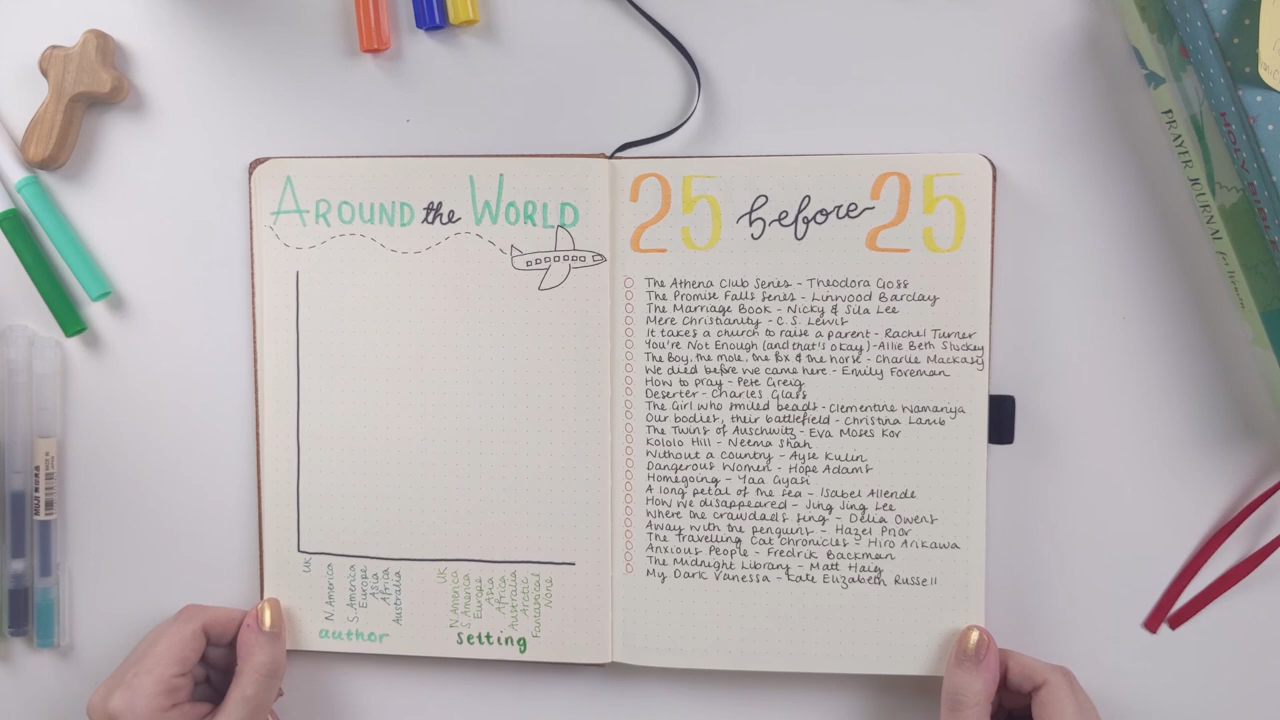 AROUND the WORLD
UK
N. America
S. America
Europe
Asia
Africa
Australia
author
UK
N. America
S. America
Europe
Asia
Africa
Australia
Arctic
Fantastical
None
setting
25 before 25
The Athena Club Series - Theodora Goss
The Promise Falls Series - Linwood Barclay
The Marriage Book - Nicky & Sila Lee
Mere Christianity - C.S. Lewis
It takes a church to raise a parent - Rachel Turner
You're Not Enough (and that's okay) - Allie Beth Stuckey
The Boy, the mole, the fox & the horse - Charlie Mackasy
We died before we came here - Emily Foreman
How to pray - Pete Greig
Deserter - Charles Glass
The Girl who smiled beads - Clementine Wamariya
Our bodies, their battlefield - Christina Lamb
The Twins of Auschwitz - Eva Moses Kor
Kololo Hill - Neema Shah
Without a country - Ayse Kulin
Dangerous Women - Hope Adams
Homegoing - Yaa Gyasi
A long petal of the sea - Isabel Allende
How we disappeared - Jing Jing Lee
Where the crawdads sing - Delia Owens
Away with the penguins - Hazel Prior
The Travelling Cat Chronicles - Hiro Arikawa
Anxious People - Fredrik Backman
The Midnight Library - Matt Haig
My Dark Vanessa - Kate Elizabeth Russell
PRAYER JOURNAL for Women
HOLY BIBLE
MUJI